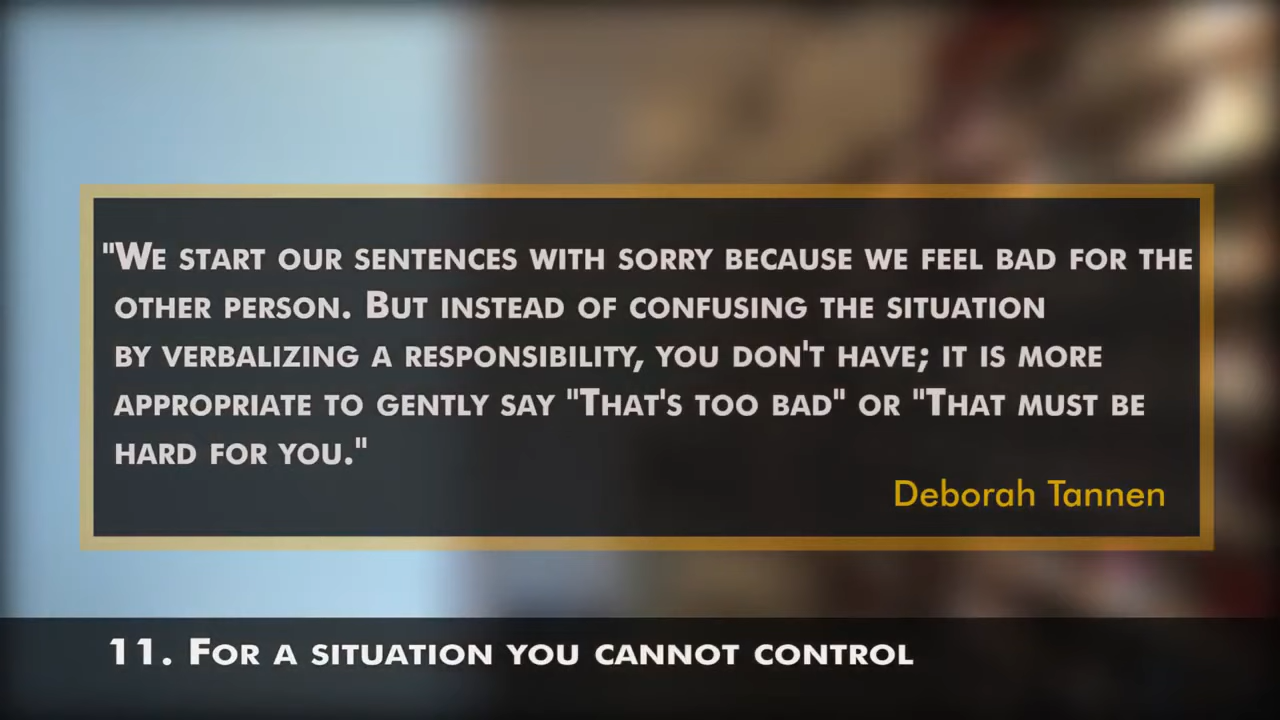 "We start our sentences with sorry because we feel bad for the
other person. But instead of confusing the situation
by verbalizing a responsibility, you don't have; it is more
appropriate to gently say "That's too bad" or "That must be
hard for you."
Deborah Tannen
11. For a situation you cannot control